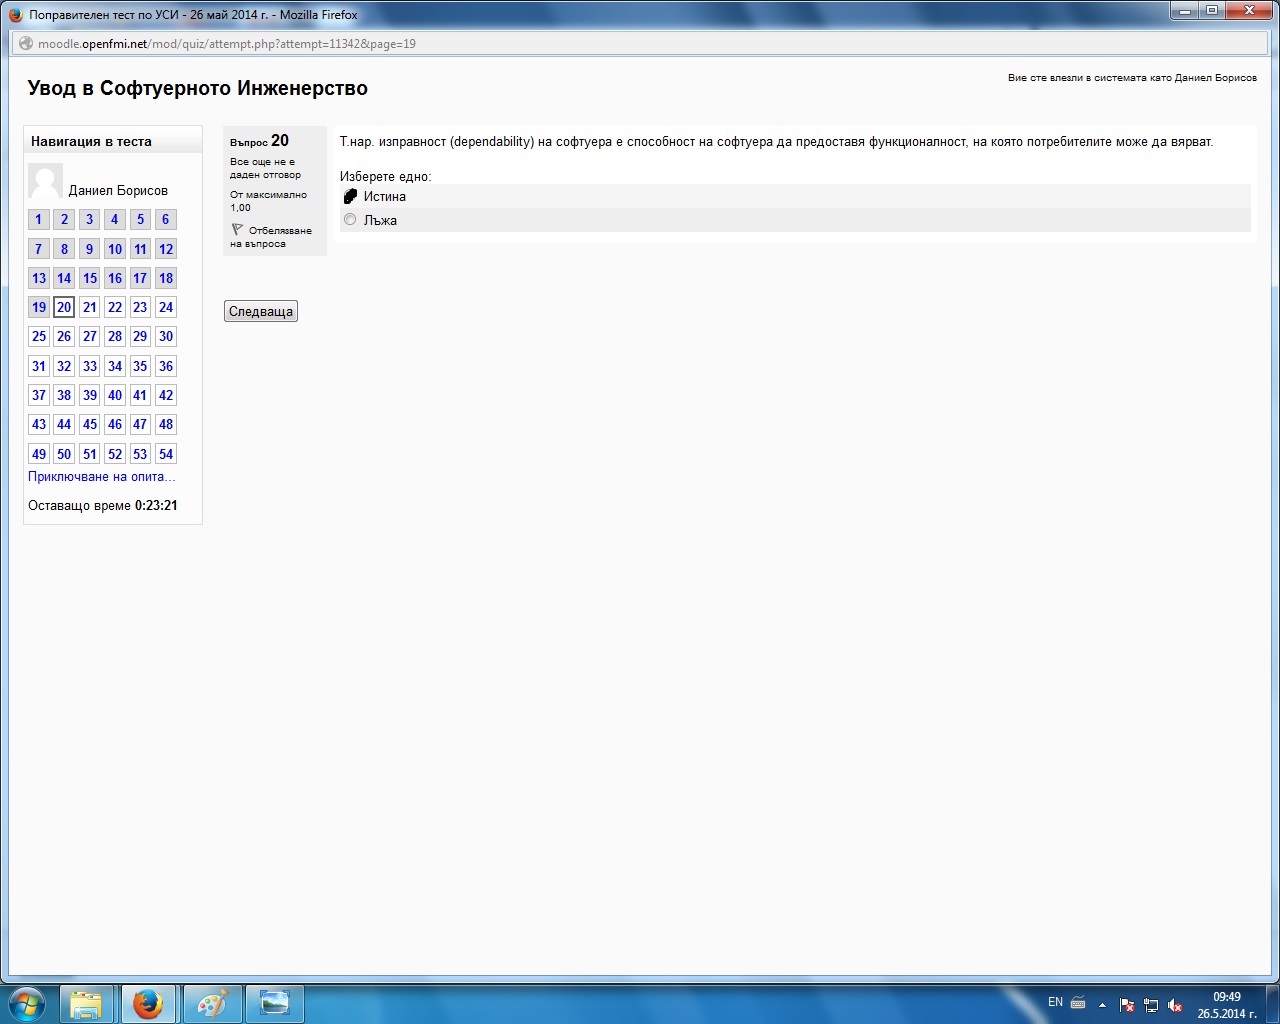 Поправителен тест по УСИ - 26 май 2014 г. - Mozilla Firefox
moodle.openfmi.net/mod/quiz/attempt.php?attempt=11342&page=19
Увод в Софтуерното Инженерство
Вие сте влезли в системата като Даниел Борисов
Навигация в теста
Даниел Борисов
1 2 3 4 5 6
7 8 9 10 11 12
13 14 15 16 17 18
19 20 21 22 23 24
25 26 27 28 29 30
31 32 33 34 35 36
37 38 39 40 41 42
43 44 45 46 47 48
49 50 51 52 53 54
Приключване на опита...
Оставащо време 0:23:21
Въпрос 20
Все още не е
даден отговор
От максимално
1,00
Отбелязване
на въпроса
Т.нар. изправност (dependability) на софтуера е способност на софтуера да предоставя функционалност, на която потребителите може да вярват.
Изберете едно:
Истина
Лъжа
Следваща
EN
09:49
26.5.2014 г.